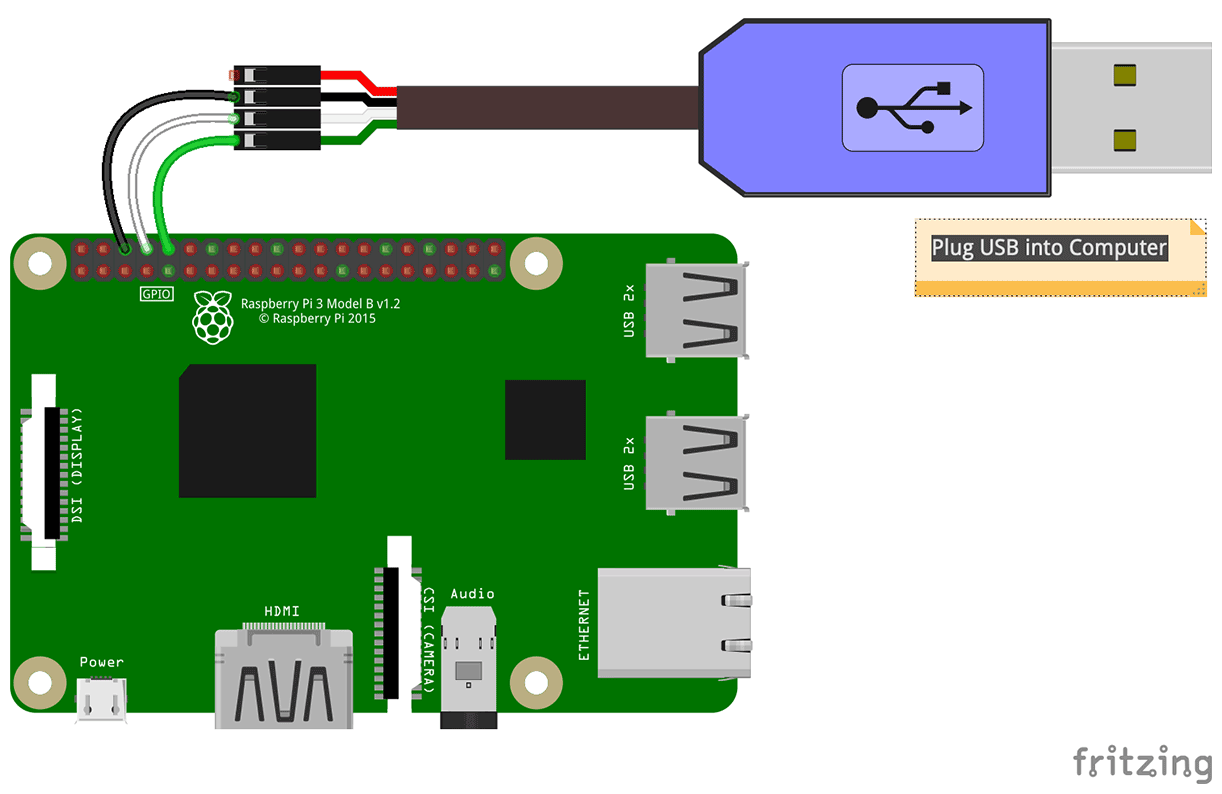 Plug USB into Computer
GPIO
Raspberry Pi 3 Model B v1.2
© Raspberry Pi 2015
USB 2x
DSI (DISPLAY)
USB 2x
CSI (CAMERA)
Audio
ETHERNET
HDMI
Power
fritzing